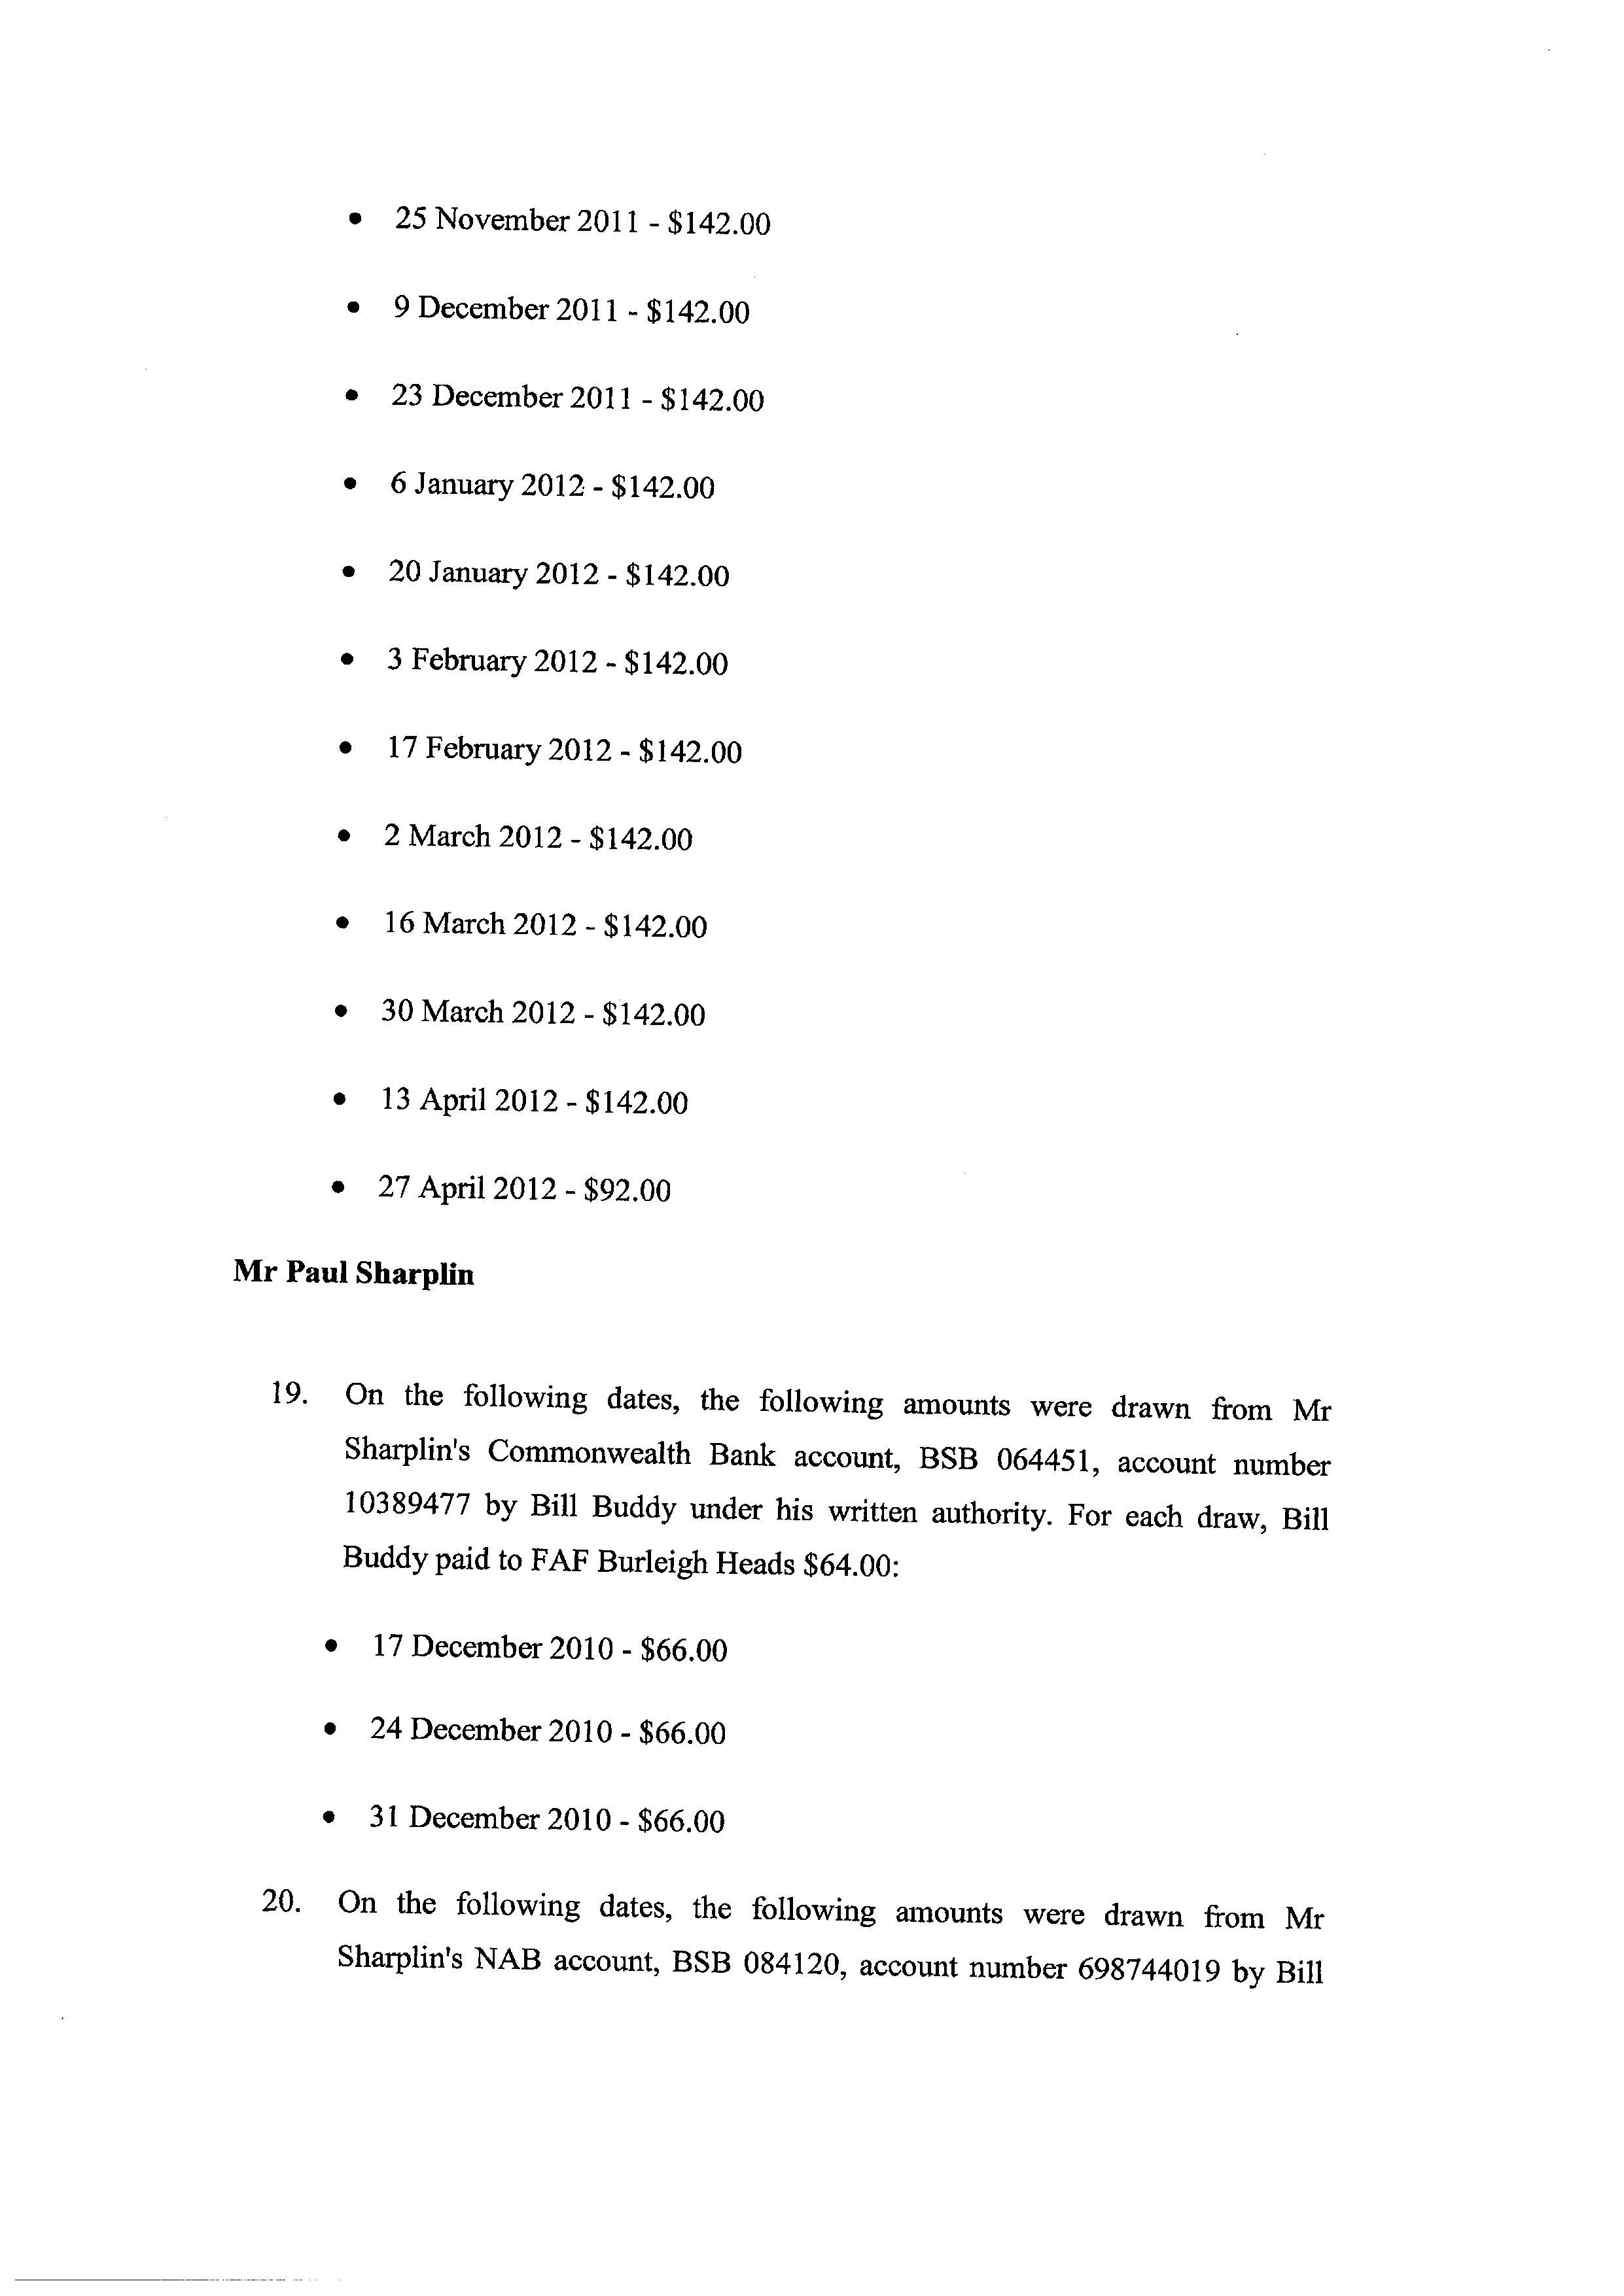 • 25 November 2011 - $142.00
• 9 December 2011 - $142.00
• 23 December 2011 - $142.00
• 6 January 2012 - $142.00
• 20 January 2012 - $142.00
• 3 February 2012 - $142.00
• 17 February 2012 - $142.00
• 2 March 2012 - $142.00
• 16 March 2012 - $142.00
• 30 March 2012 - $142.00
• 13 April 2012 - $142.00
• 27 April 2012 - $92.00
Mr Paul Sharplin
19. On the following dates, the following amounts were drawn from Mr
Sharplin's Commonwealth Bank account, BSB 064451, account number
10389477 by Bill Buddy under his written authority. For each draw, Bill
Buddy paid to FAF Burleigh Heads $64.00:
• 17 December 2010 - $66.00
• 24 December 2010 - $66.00
• 31 December 2010 - $66.00
20. On the following dates, the following amounts were drawn from Mr
Sharplin's NAB account, BSB 084120, account number 698744019 by Bill